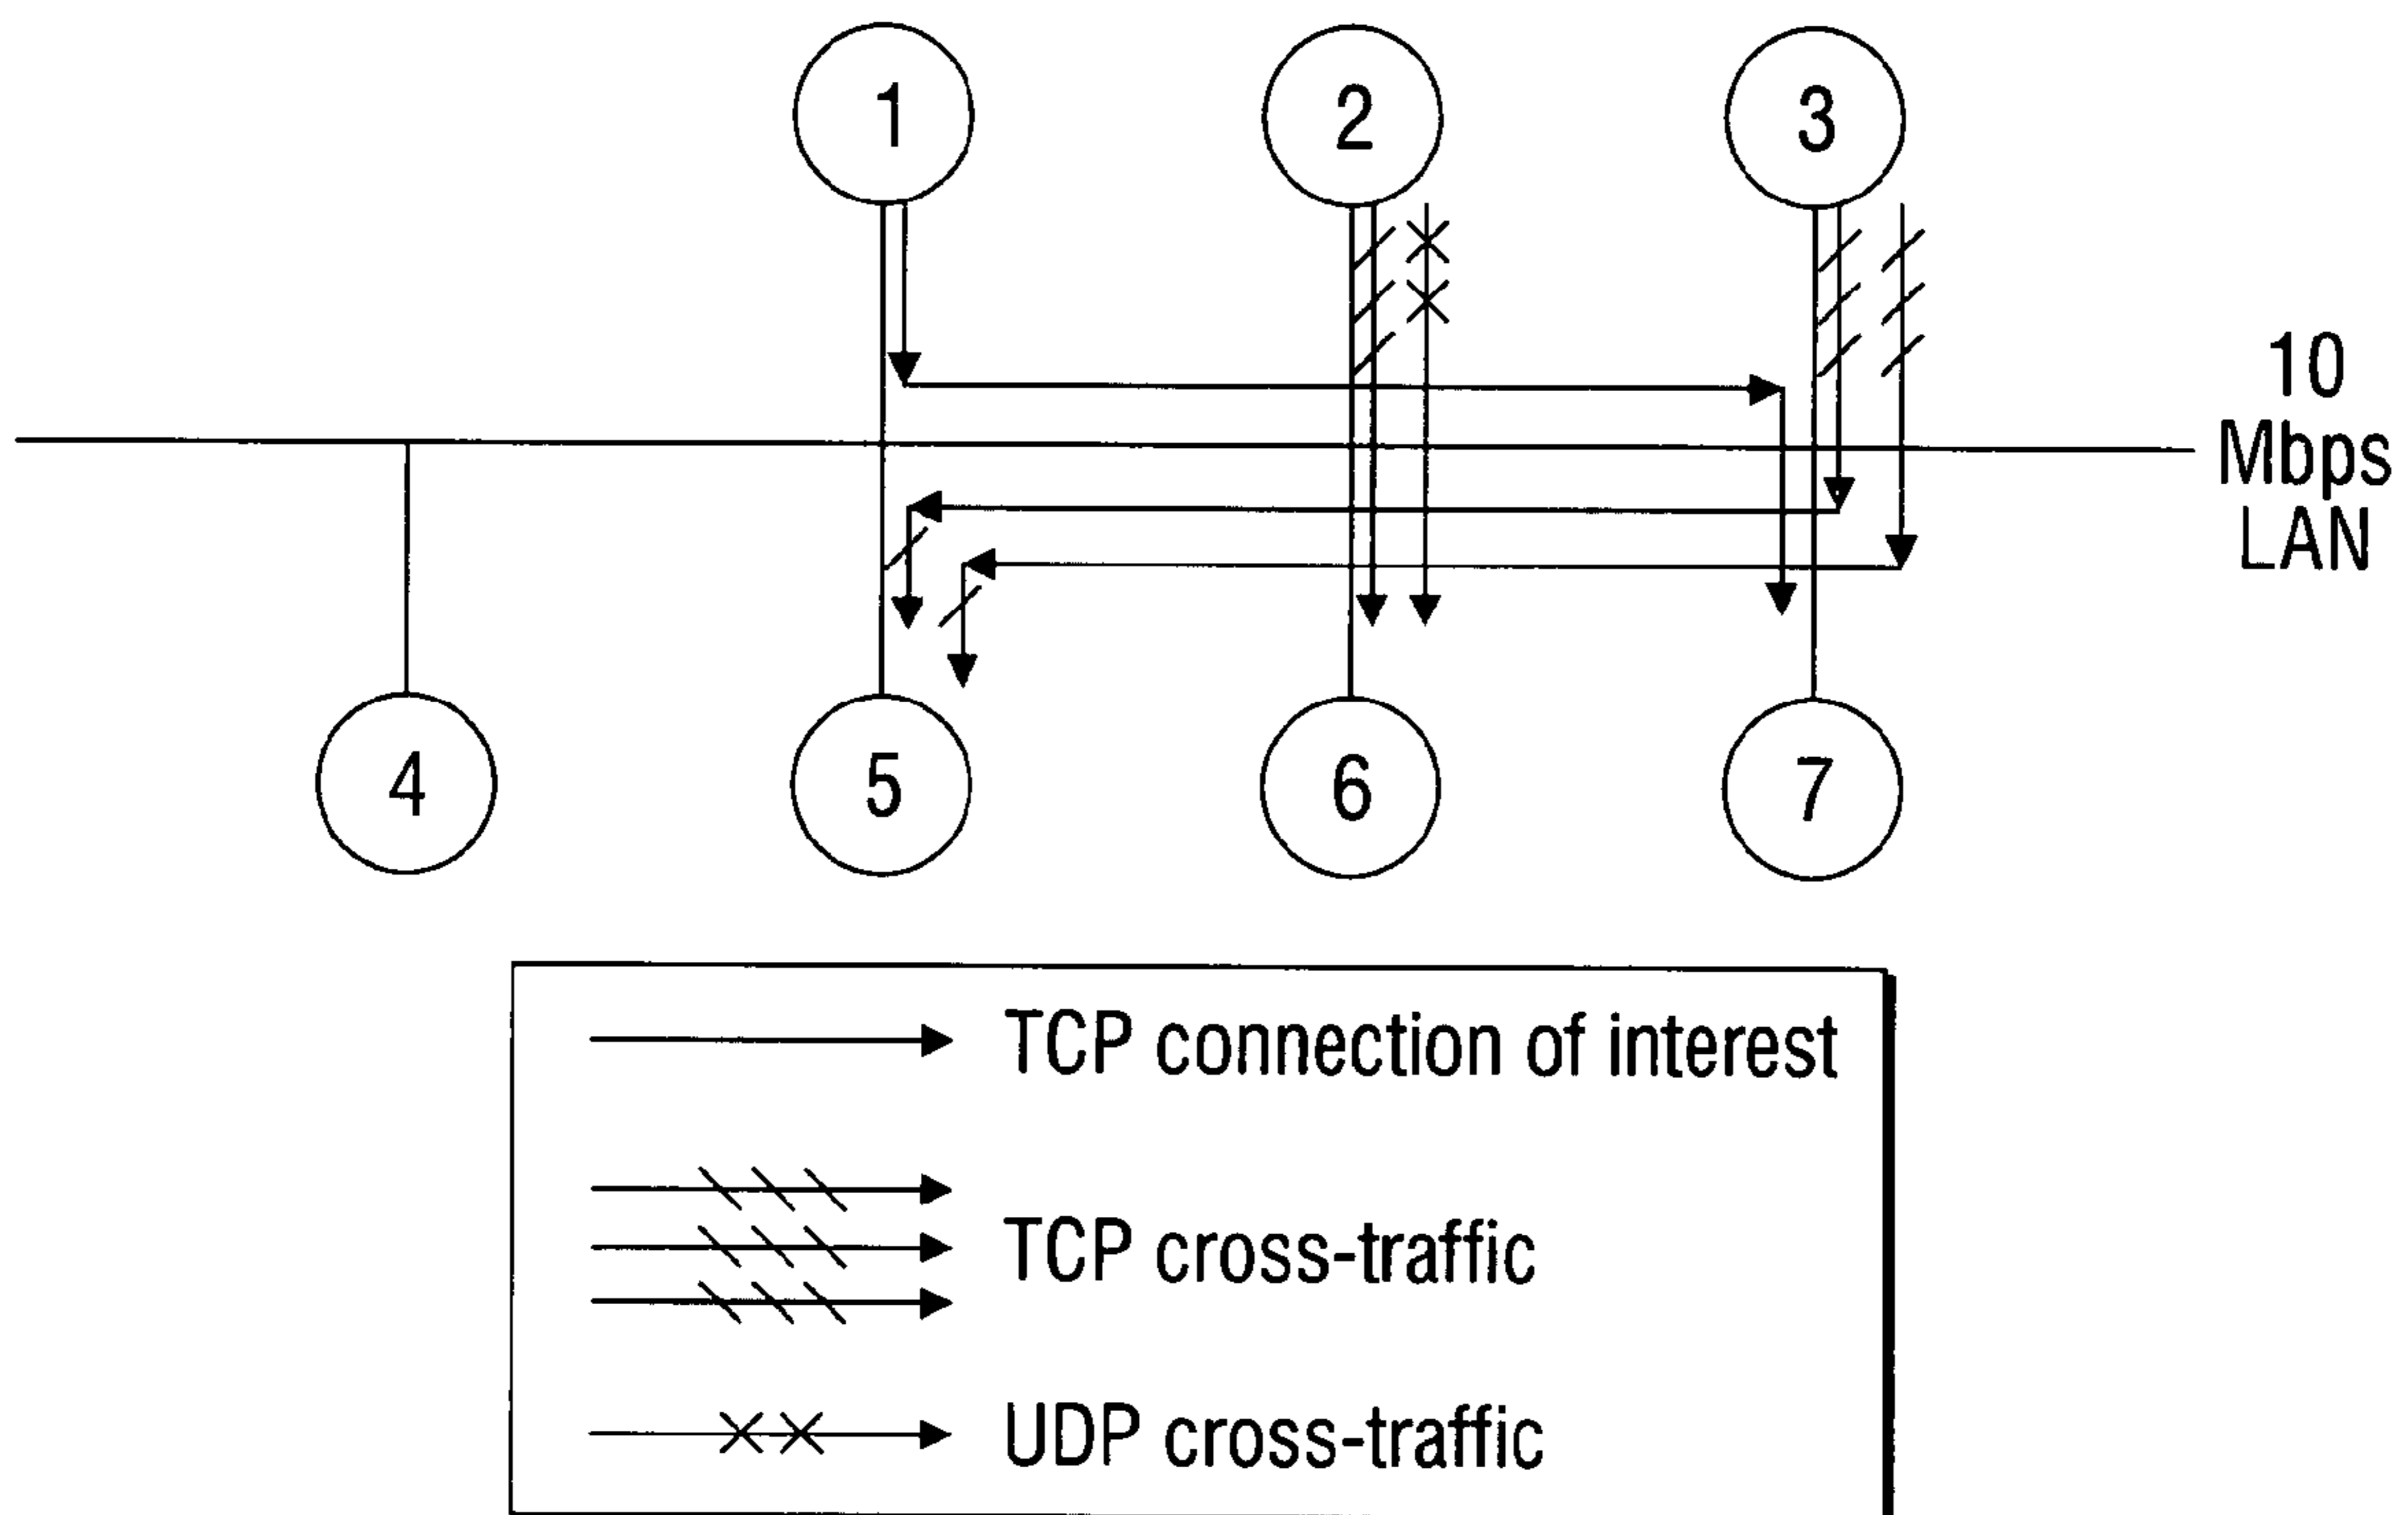 1
2
3
10
Mbps
LAN
4
5
6
7
TCP connection of interest
TCP cross-traffic
UDP cross-traffic